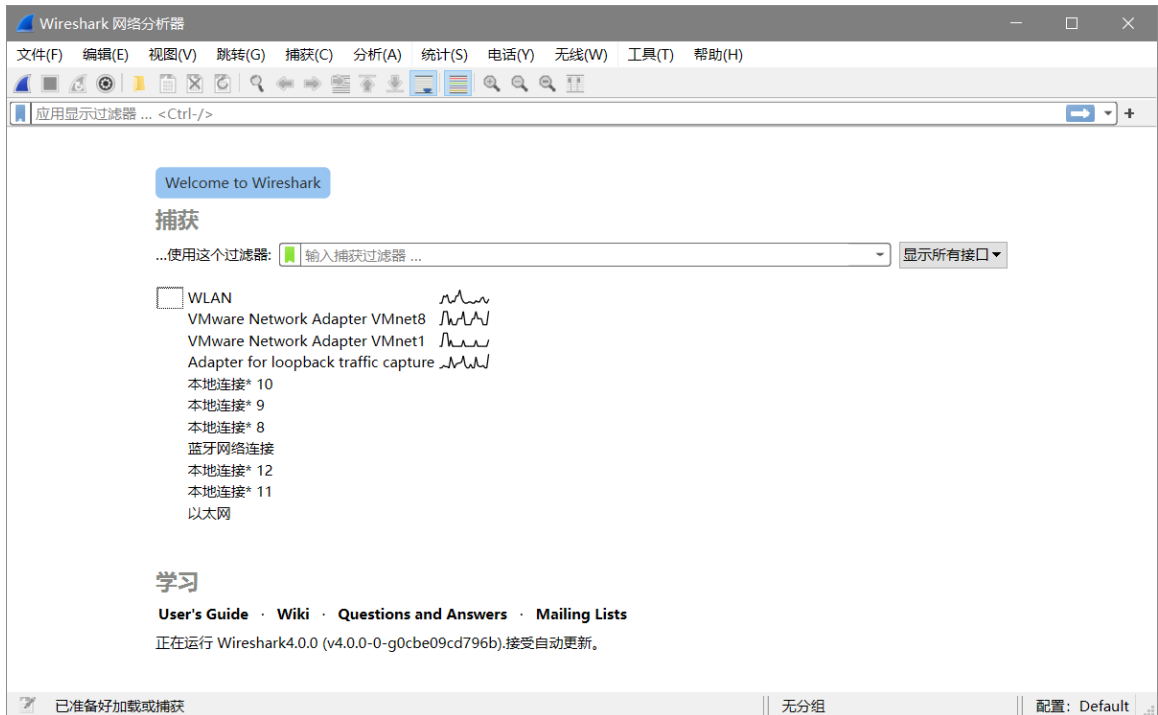 Wireshark 网络分析器
文件(F) 编辑(E) 视图(V) 跳转(G) 捕获(C) 分析(A) 统计(S) 电话(Y) 无线(W) 工具(T) 帮助(H)
应用显示过滤器 … <Ctrl-/>
Welcome to Wireshark
捕获
…使用这个过滤器: 输入捕获过滤器 … 显示所有接口
WLAN
VMware Network Adapter VMnet8
VMware Network Adapter VMnet1
Adapter for loopback traffic capture
本地连接* 10
本地连接* 9
本地连接* 8
蓝牙网络连接
本地连接* 12
本地连接* 11
以太网
学习
User's Guide · Wiki · Questions and Answers · Mailing Lists
正在运行 Wireshark4.0.0 (v4.0.0-0-g0cbe09cd796b).接受自动更新。
已准备好加载或捕获 无分组 配置: Default